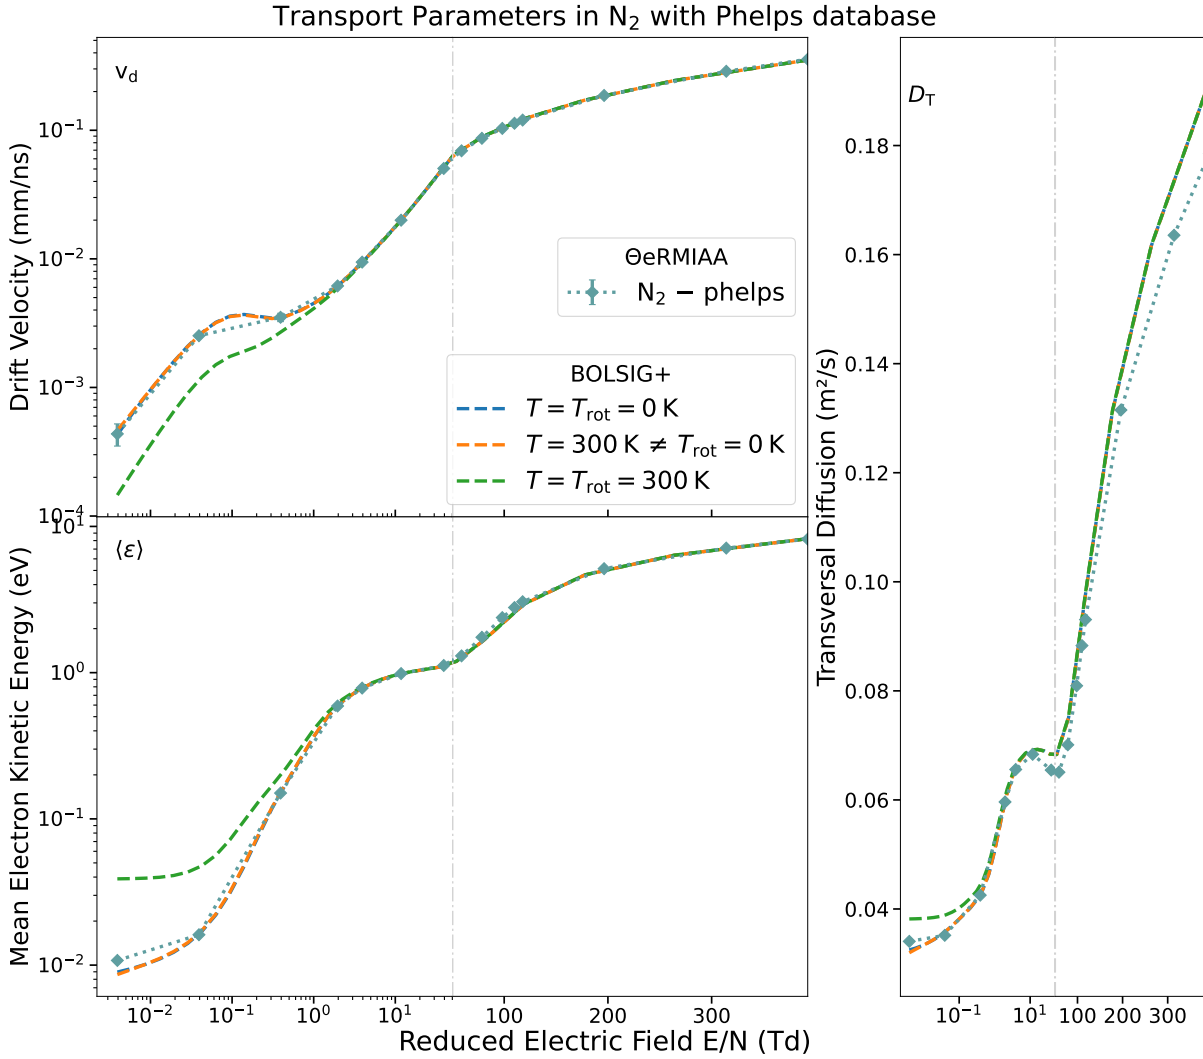 Transport Parameters in N₂ with Phelps database
v_d
Drift Velocity (mm/ns)
10⁻¹
10⁻²
10⁻³
10⁻⁴
ΘeRMIAA
N₂ − phelps
BOLSIG+
T = T_rot = 0 K
T = 300 K ≠ T_rot = 0 K
T = T_rot = 300 K
⟨ε⟩
Mean Electron Kinetic Energy (eV)
10¹
10⁰
10⁻¹
10⁻²
10⁻² 10⁻¹ 10⁰ 10¹ 100 200 300
Reduced Electric Field E/N (Td)
D_T
Transversal Diffusion (m²/s)
0.18
0.16
0.14
0.12
0.10
0.08
0.06
0.04
10⁻¹ 10¹ 100 200 300